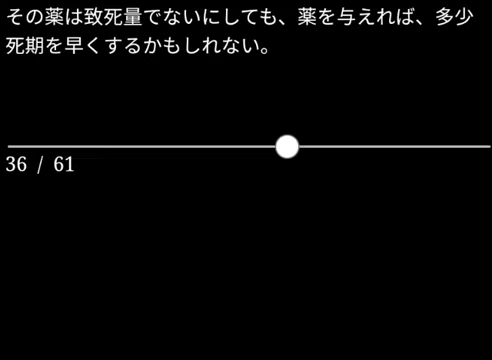 その薬は致死量でないにしても、薬を与えれば、多少
死期を早くするかもしれない。
36 / 61